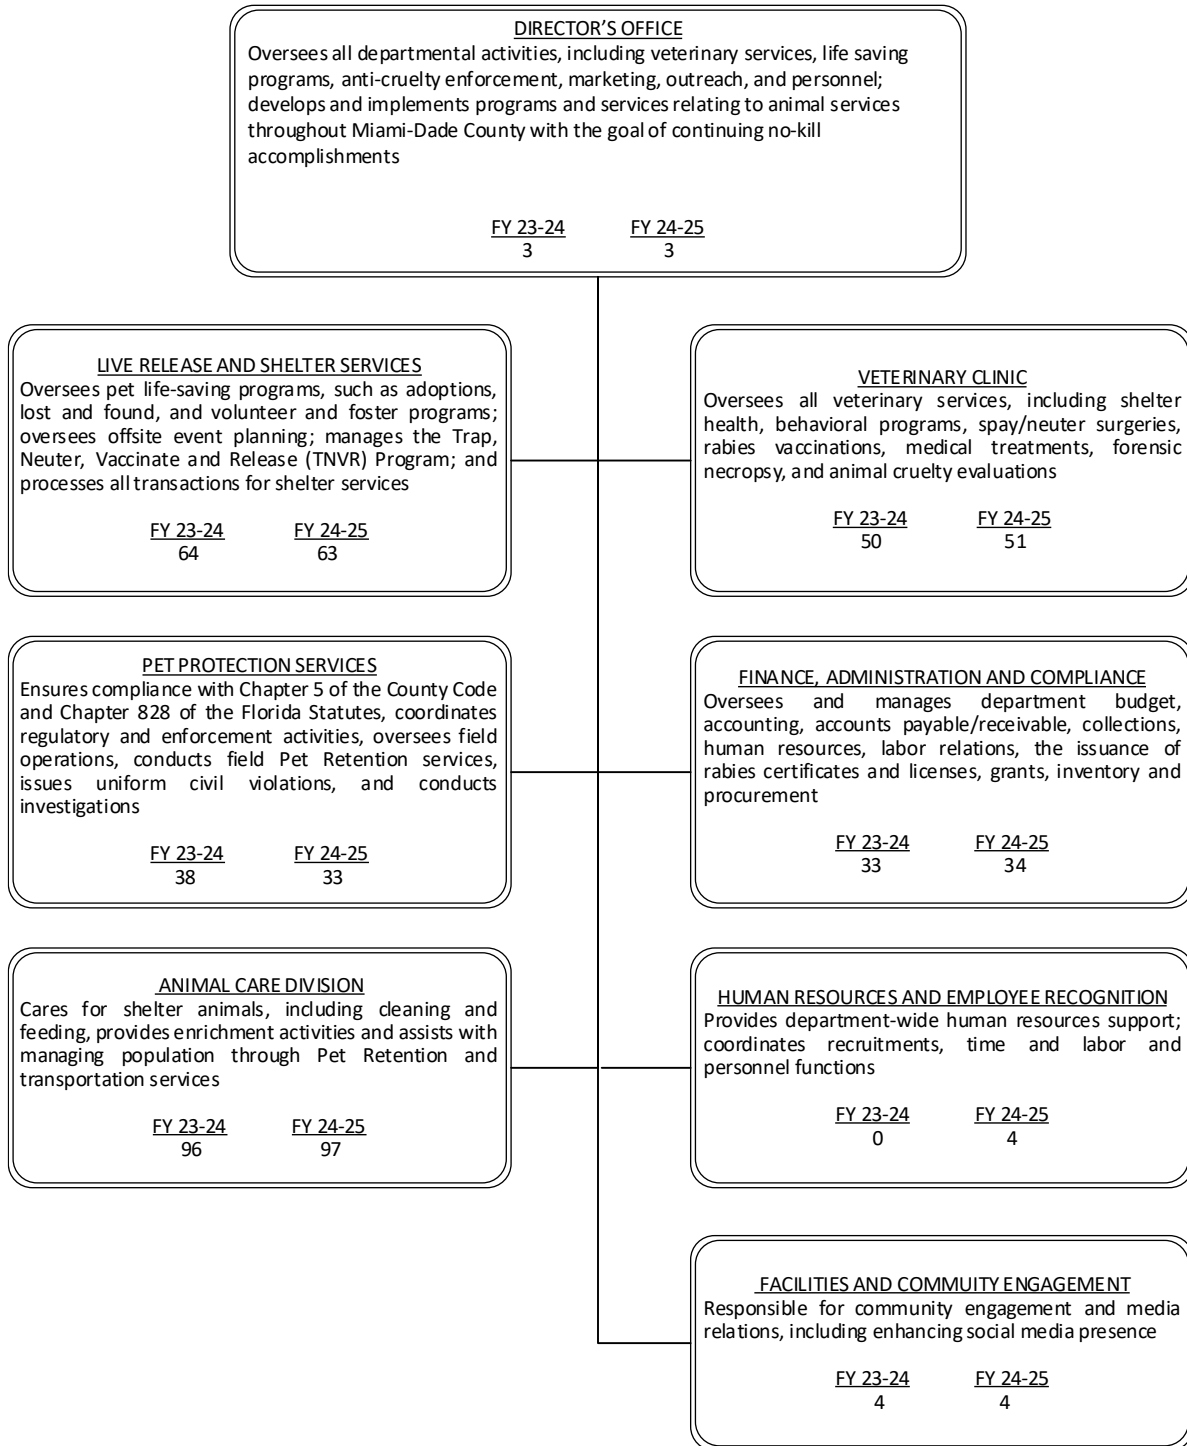 DIRECTOR'S OFFICE
Oversees all departmental activities, including veterinary services, life saving
programs, anti-cruelty enforcement, marketing, outreach, and personnel;
develops and implements programs and services relating to animal services
throughout Miami-Dade County with the goal of continuing no-kill
accomplishments
FY 23-24 FY 24-25
3 3
LIVE RELEASE AND SHELTER SERVICES
Oversees pet life-saving programs, such as adoptions,
lost and found, and volunteer and foster programs;
oversees offsite event planning; manages the Trap,
Neuter, Vaccinate and Release (TNVR) Program; and
processes all transactions for shelter services
FY 23-24 FY 24-25
64 63
VETERINARY CLINIC
Oversees all veterinary services, including shelter
health, behavioral programs, spay/neuter surgeries,
rabies vaccinations, medical treatments, forensic
necropsy, and animal cruelty evaluations
FY 23-24 FY 24-25
50 51
PET PROTECTION SERVICES
Ensures compliance with Chapter 5 of the County Code
and Chapter 828 of the Florida Statutes, coordinates
regulatory and enforcement activities, oversees field
operations, conducts field Pet Retention services,
issues uniform civil violations, and conducts
investigations
FY 23-24 FY 24-25
38 33
FINANCE, ADMINISTRATION AND COMPLIANCE
Oversees and manages department budget,
accounting, accounts payable/receivable, collections,
human resources, labor relations, the issuance of
rabies certificates and licenses, grants, inventory and
procurement
FY 23-24 FY 24-25
33 34
ANIMAL CARE DIVISION
Cares for shelter animals, including cleaning and
feeding, provides enrichment activities and assists with
managing population through Pet Retention and
transportation services
FY 23-24 FY 24-25
96 97
HUMAN RESOURCES AND EMPLOYEE RECOGNITION
Provides department-wide human resources support;
coordinates recruitments, time and labor and
personnel functions
FY 23-24 FY 24-25
0 4
FACILITIES AND COMMUITY ENGAGEMENT
Responsible for community engagement and media
relations, including enhancing social media presence
FY 23-24 FY 24-25
4 4